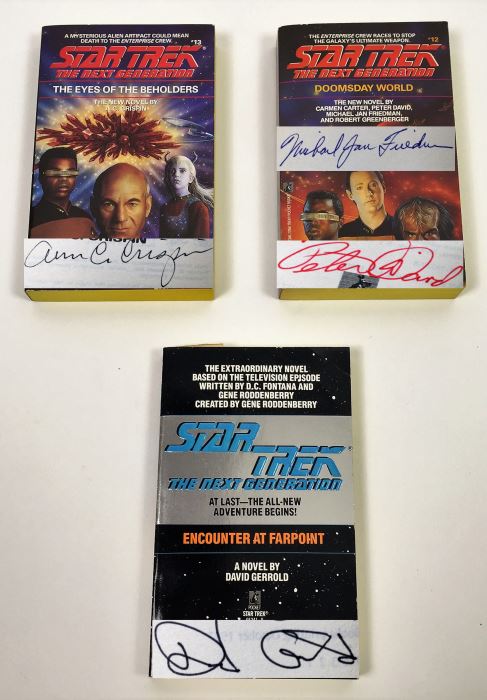 A MYSTERIOUS ALIEN ARTIFACT COULD MEAN
DEATH TO THE ENTERPRISE CREW. #13
STAR TREK
THE NEXT GENERATION
THE EYES OF THE BEHOLDERS
THE NEW NOVEL BY
A.C. CRISPIN
CRISPIN
Ann C. Crispin
THE ENTERPRISE CREW RACES TO STOP
THE GALAXY'S ULTIMATE WEAPON. #12
STAR TREK
THE NEXT GENERATION
DOOMSDAY WORLD
THE NEW NOVEL BY
CARMEN CARTER, PETER DAVID,
MICHAEL JAN FRIEDMAN,
AND ROBERT GREENBERGER
Michael Jan Friedman
Peter David
THE EXTRAORDINARY NOVEL
BASED ON THE TELEVISION EPISODE
WRITTEN BY D.C. FONTANA AND
GENE RODDENBERRY
CREATED BY GENE RODDENBERRY
STAR
TREK
THE NEXT GENERATION
AT LAST—THE ALL-NEW
ADVENTURE BEGINS!
ENCOUNTER AT FARPOINT
A NOVEL BY
DAVID GERROLD
POCKET
STAR TREK